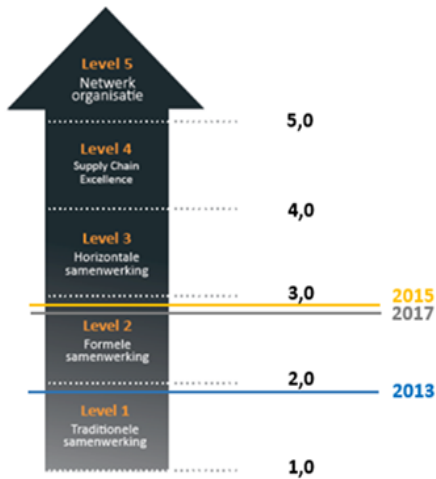 Level 5
Netwerk
organisatie
5,0
Level 4
Supply Chain
Excellence
4,0
Level 3
Horizontale
samenwerking
3,0
2015
2017
Level 2
Formele
samenwerking
2,0
2013
Level 1
Traditionele
samenwerking
1,0